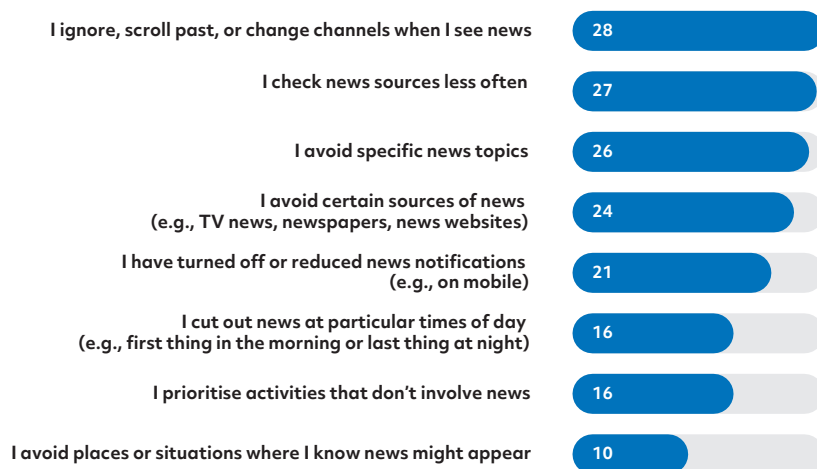 I ignore, scroll past, or change channels when I see news 28
I check news sources less often 27
I avoid specific news topics 26
I avoid certain sources of news
(e.g., TV news, newspapers, news websites) 24
I have turned off or reduced news notifications
(e.g., on mobile) 21
I cut out news at particular times of day
(e.g., first thing in the morning or last thing at night) 16
I prioritise activities that don’t involve news 16
I avoid places or situations where I know news might appear 10